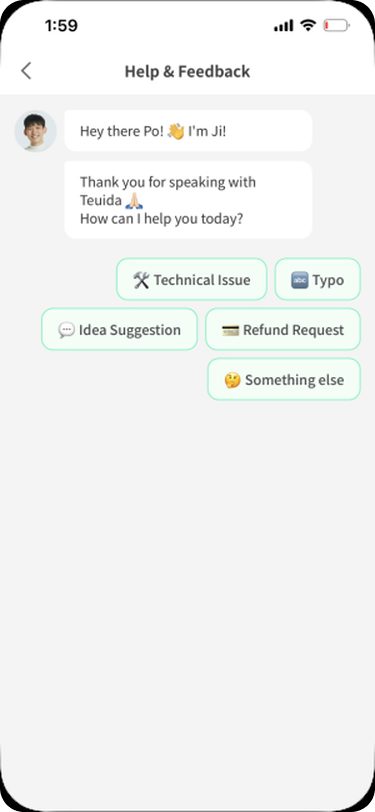 1:59
Help & Feedback
Hey there Po! 👋 I'm Ji!
Thank you for speaking with
Teuida 🙏🏻
How can I help you today?
🛠️ Technical Issue
🔤 Typo
💬 Idea Suggestion
💳 Refund Request
🤔 Something else